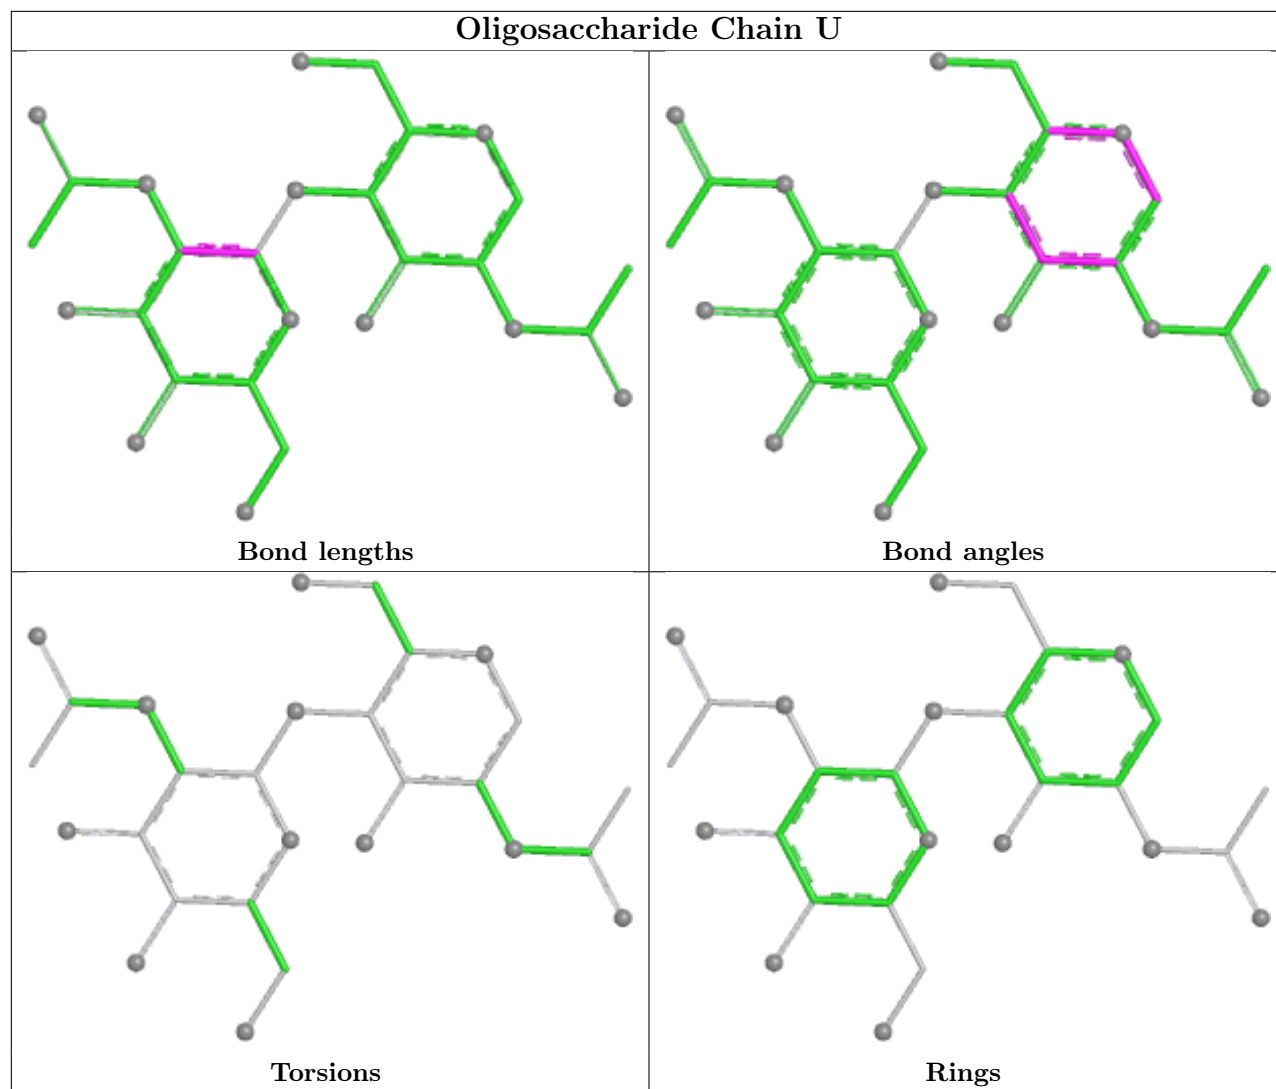 Oligosaccharide Chain U
Bond lengths
Bond angles
Torsions
Rings